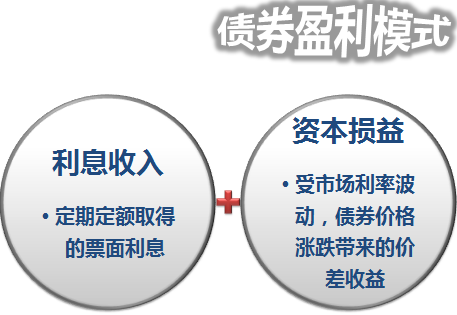 债券盈利模式
利息收入
• 定期定额取得
的票面利息
资本损益
• 受市场利率波
动，债券价格
涨跌带来的价
差收益